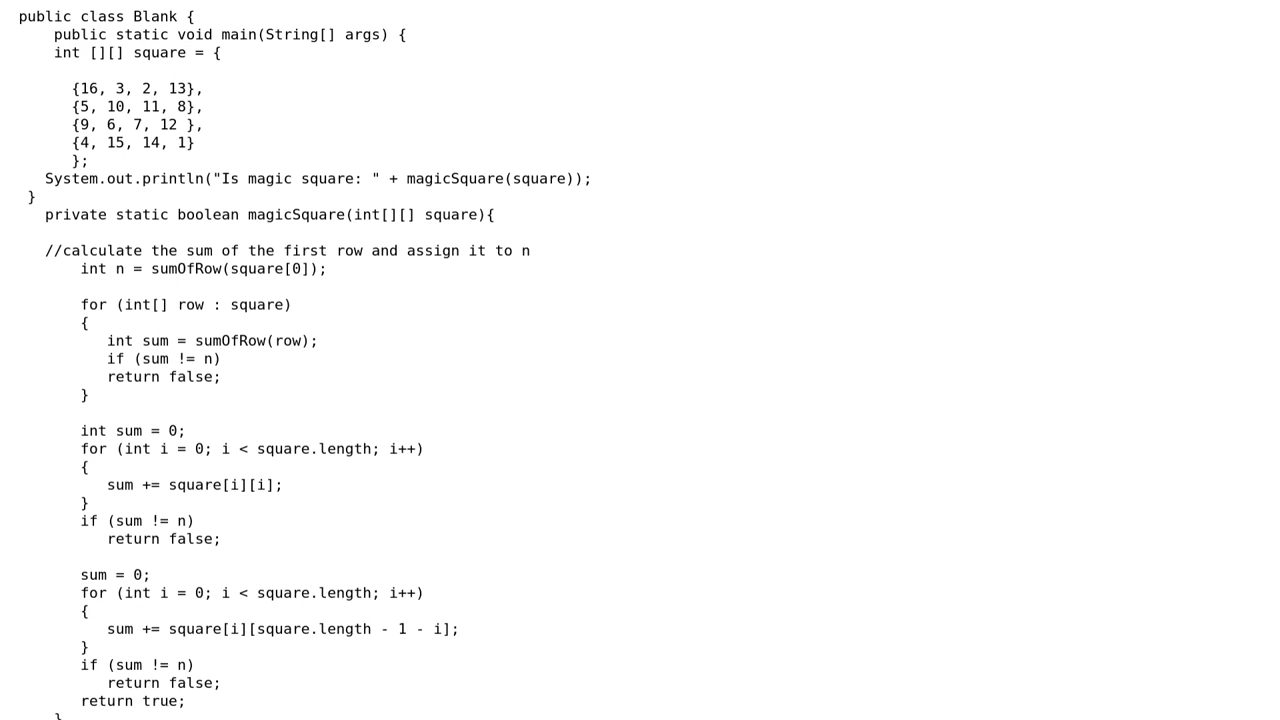 public class Blank {
    public static void main(String[] args) {
    int [][] square = {

      {16, 3, 2, 13},
      {5, 10, 11, 8},
      {9, 6, 7, 12 },
      {4, 15, 14, 1}
      };
   System.out.println("Is magic square: " + magicSquare(square));
 }
   private static boolean magicSquare(int[][] square){

   //calculate the sum of the first row and assign it to n
       int n = sumOfRow(square[0]);

       for (int[] row : square)
       {
          int sum = sumOfRow(row);
          if (sum != n)
          return false;
       }

       int sum = 0;
       for (int i = 0; i < square.length; i++)
       {
          sum += square[i][i];
       }
       if (sum != n)
          return false;

       sum = 0;
       for (int i = 0; i < square.length; i++)
       {
          sum += square[i][square.length - 1 - i];
       }
       if (sum != n)
          return false;
       return true;
    }